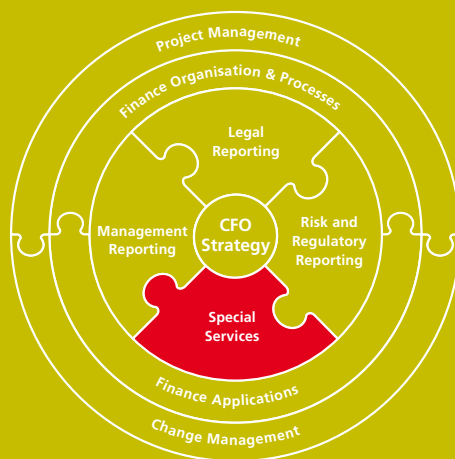 Project Management
Finance Organisation & Processes
Legal
Reporting
Management
Reporting
CFO
Strategy
Risk and
Regulatory
Reporting
Special
Services
Finance Applications
Change Management